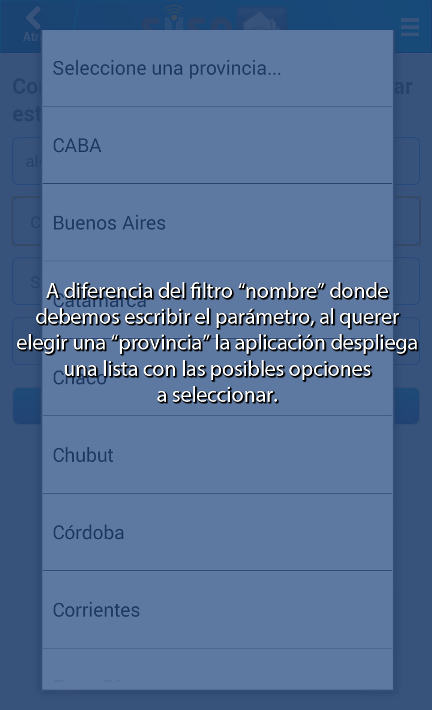 Seleccione una provincia...
CABA
Buenos Aires
Catamarca
A diferencia del filtro “nombre” donde
debemos escribir el parámetro, al querer
elegir una “provincia” la aplicación despliega
una lista con las posibles opciones
a seleccionar.
Chaco
Chubut
Córdoba
Corrientes